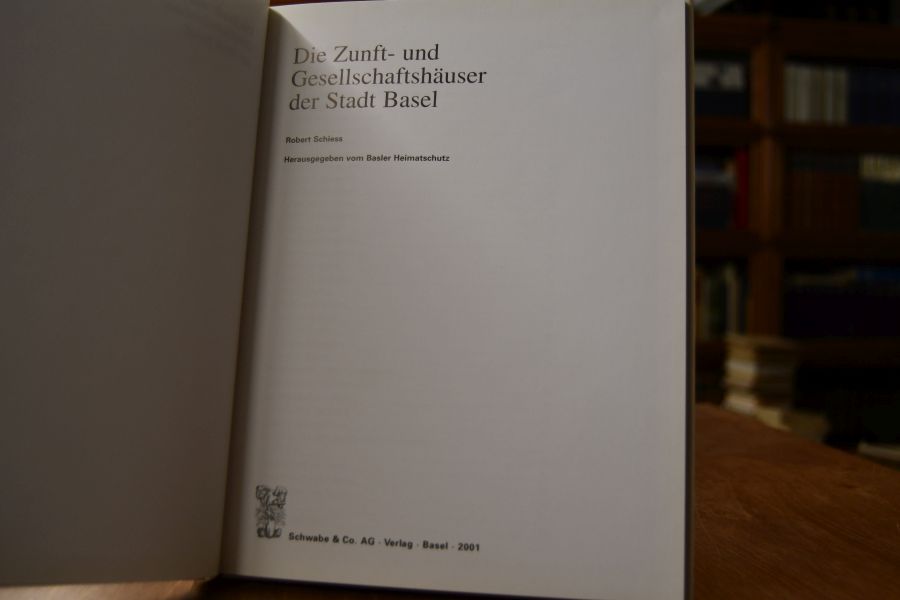 Die Zunft- und
Gesellschaftshäuser
der Stadt Basel
Robert Schiess
Herausgegeben vom Basler Heimatschutz
Schwabe & Co. AG · Verlag · Basel · 2001